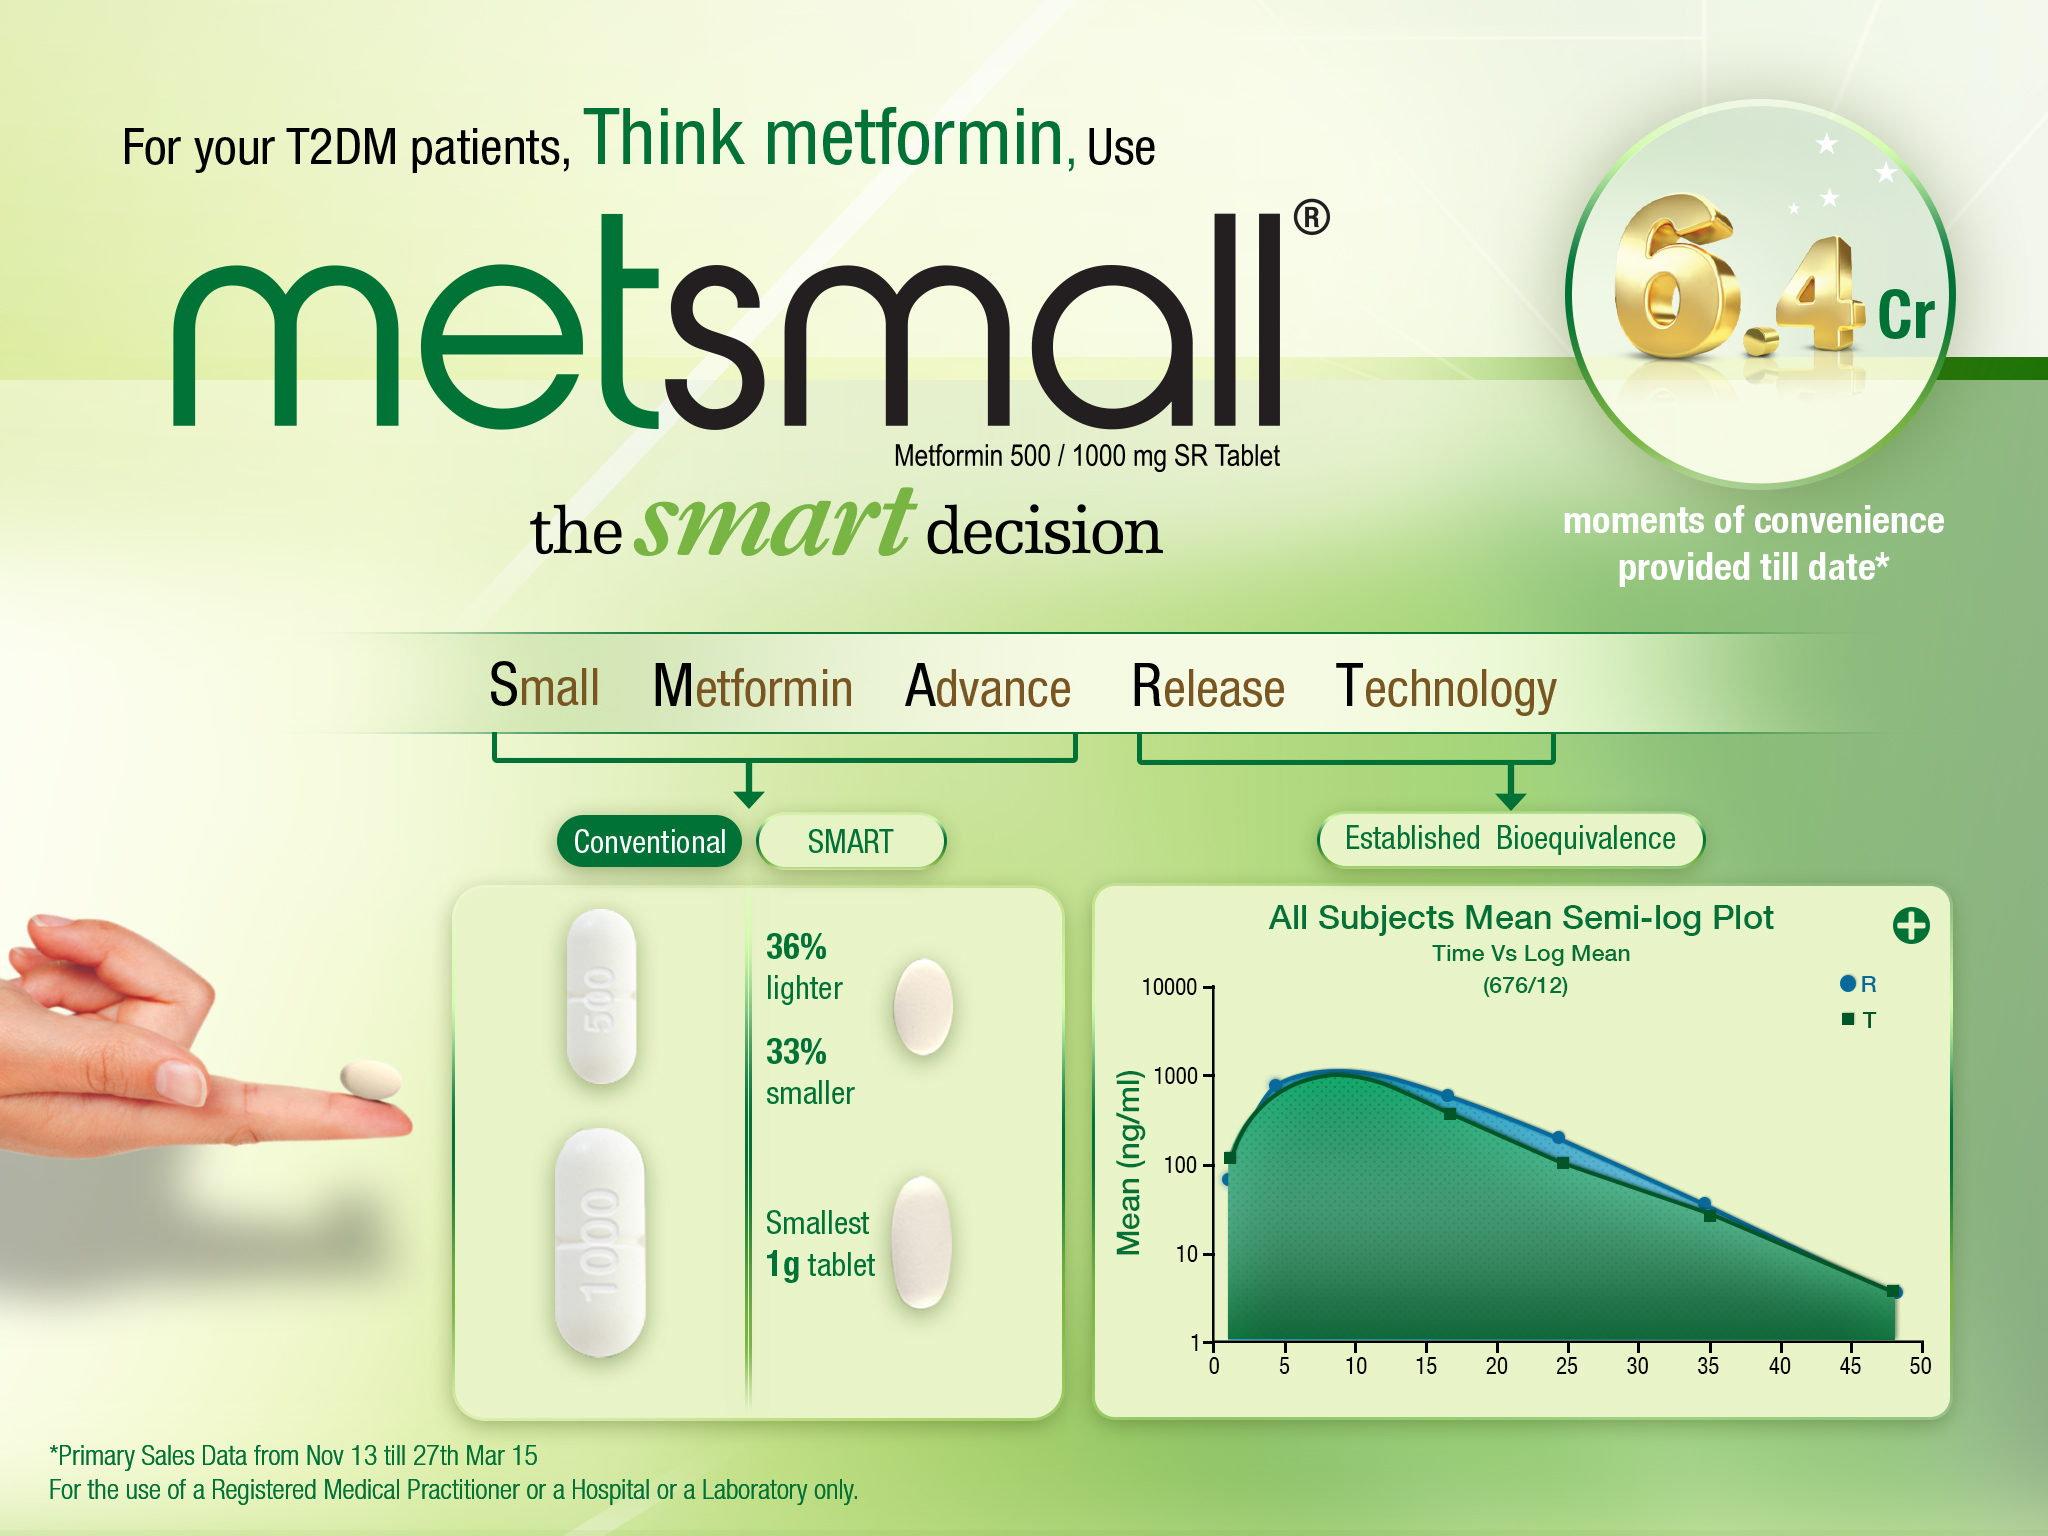 For your T2DM patients, Think metformin, Use
metsmall®
Metformin 500 / 1000 mg SR Tablet
the smart decision
6.4 Cr
moments of convenience
provided till date*
Small Metformin Advance Release Technology
Conventional
SMART
500
36%
lighter
33%
smaller
1000
Smallest
1g tablet
Established Bioequivalence
All Subjects Mean Semi-log Plot
Time Vs Log Mean
(676/12)
R
T
Mean (ng/ml)
10000
1000
100
10
1
0 5 10 15 20 25 30 35 40 45 50
*Primary Sales Data from Nov 13 till 27th Mar 15
For the use of a Registered Medical Practitioner or a Hospital or a Laboratory only.